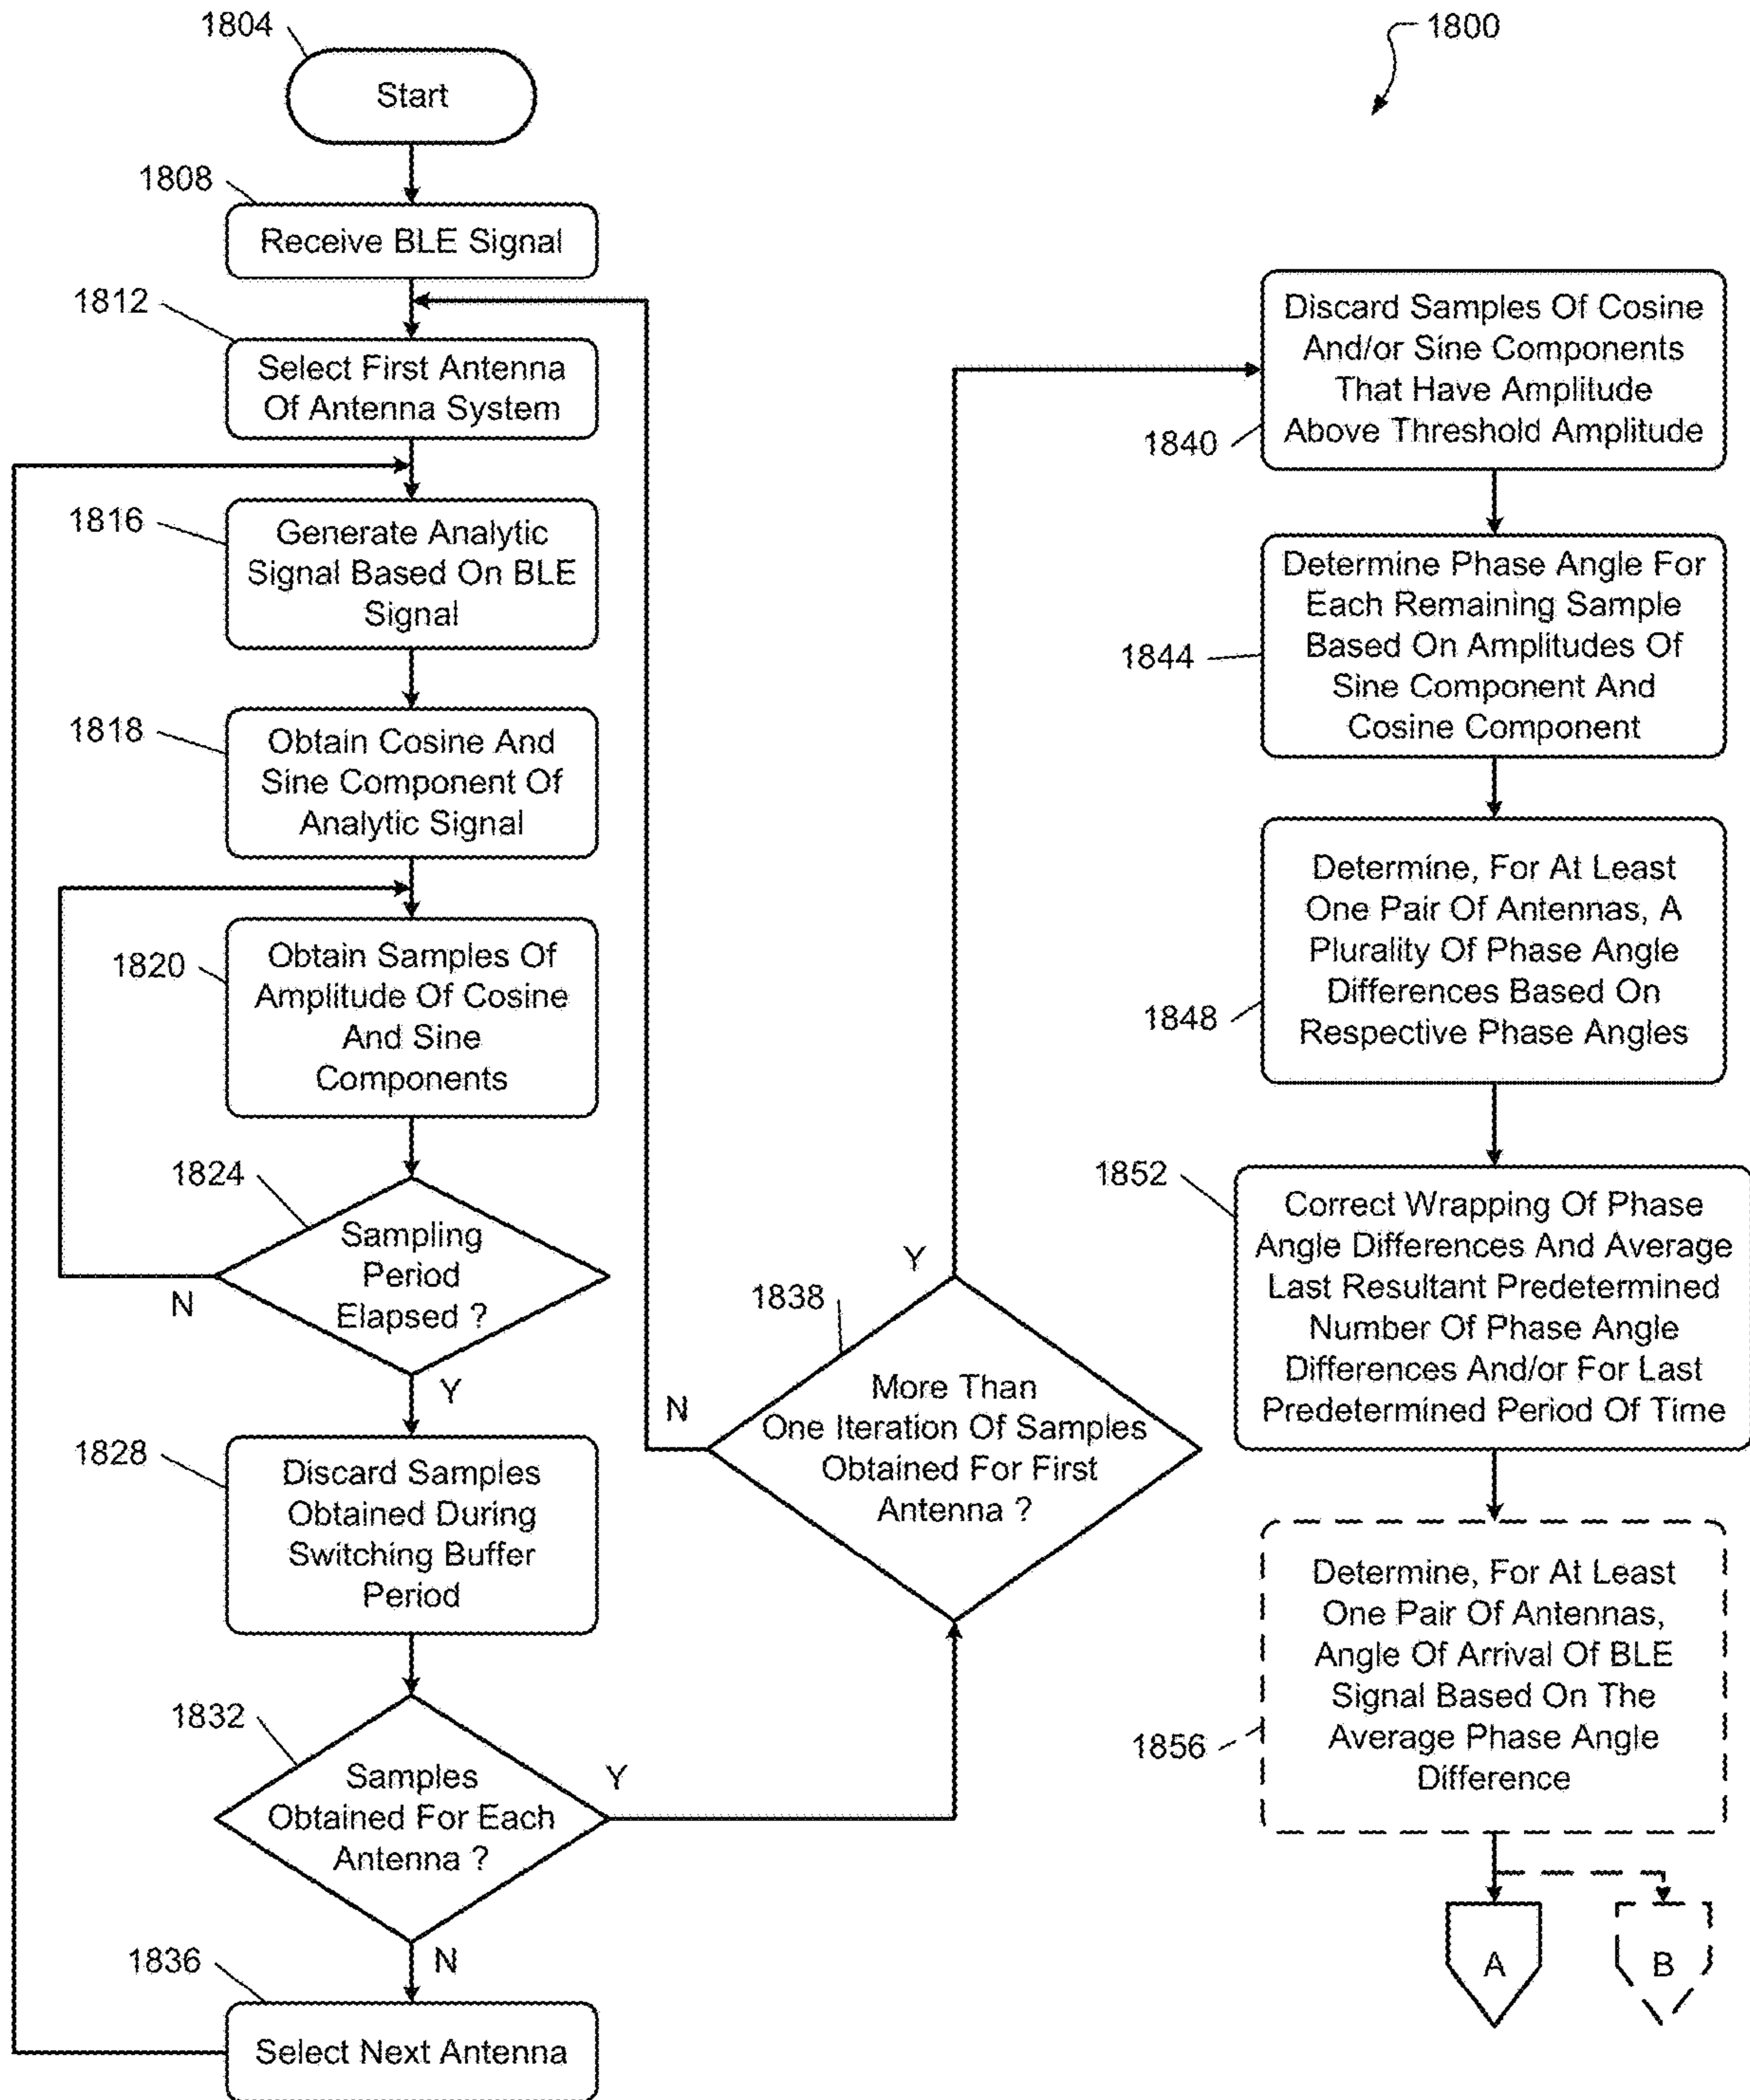 1804
1800
Start
1808
Receive BLE Signal
1812
Select First Antenna
Of Antenna System
1816
Generate Analytic
Signal Based On BLE
Signal
1818
Obtain Cosine And
Sine Component Of
Analytic Signal
1820
Obtain Samples Of
Amplitude Of Cosine
And Sine
Components
1824
Sampling
Period
Elapsed ?
N
Y
1828
Discard Samples
Obtained During
Switching Buffer
Period
1832
Samples
Obtained For Each
Antenna ?
Y
N
1836
Select Next Antenna
1838
More Than
One Iteration Of Samples
Obtained For First
Antenna ?
N
Y
1840
Discard Samples Of Cosine
And/or Sine Components
That Have Amplitude
Above Threshold Amplitude
1844
Determine Phase Angle For
Each Remaining Sample
Based On Amplitudes Of
Sine Component And
Cosine Component
1848
Determine, For At Least
One Pair Of Antennas, A
Plurality Of Phase Angle
Differences Based On
Respective Phase Angles
1852
Correct Wrapping Of Phase
Angle Differences And Average
Last Resultant Predetermined
Number Of Phase Angle
Differences And/or For Last
Predetermined Period Of Time
1856
Determine, For At Least
One Pair Of Antennas,
Angle Of Arrival Of BLE
Signal Based On The
Average Phase Angle
Difference
A
B